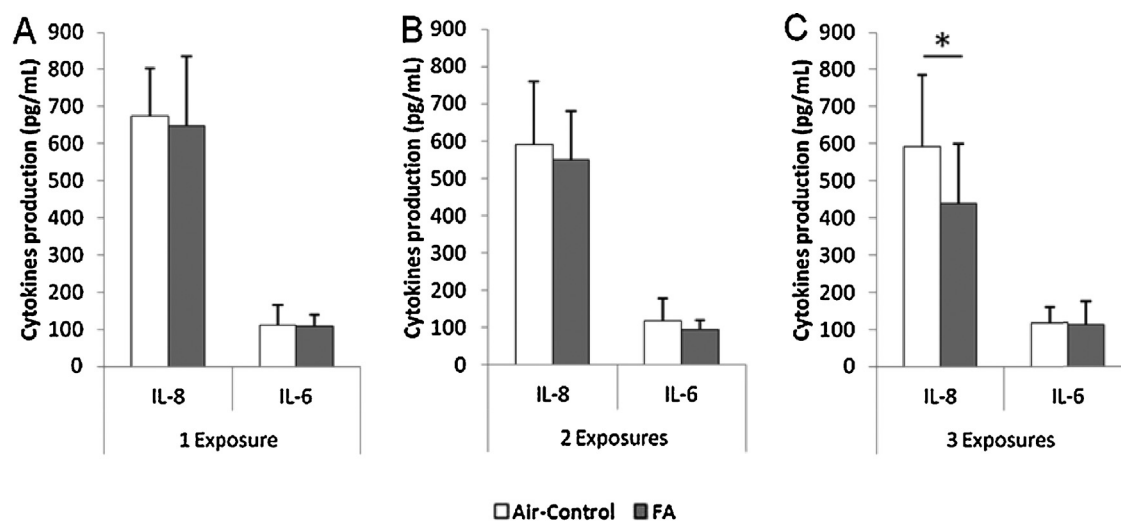 A
Cytokines production (pg/mL)
900
800
700
600
500
400
300
200
100
0
IL-8 IL-6
1 Exposure
B
Cytokines production (pg/mL)
900
800
700
600
500
400
300
200
100
0
IL-8 IL-6
2 Exposures
C
Cytokines production (pg/mL)
900
800
700
600
500
400
300
200
100
0
*
IL-8 IL-6
3 Exposures
Air-Control FA